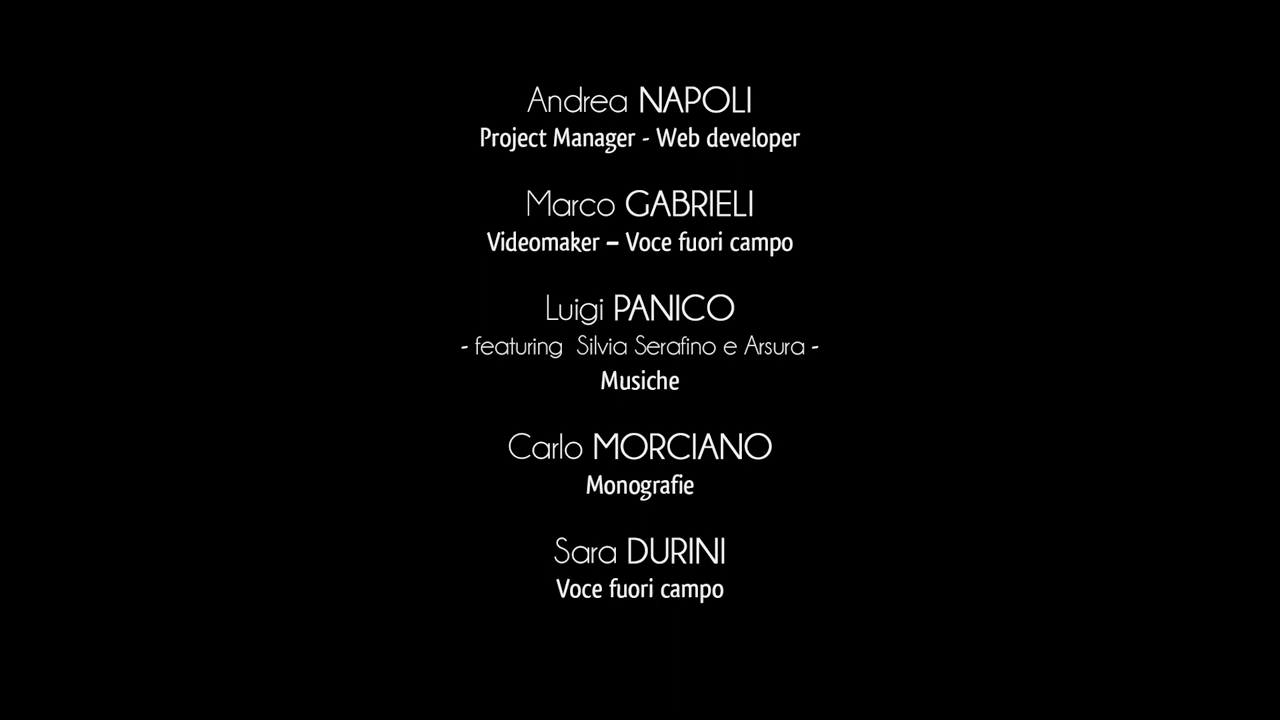 Andrea NAPOLI
Project Manager - Web developer
Marco GABRIELI
Videomaker – Voce fuori campo
Luigi PANICO
- featuring Silvia Serafino e Arsura -
Musiche
Carlo MORCIANO
Monografie
Sara DURINI
Voce fuori campo